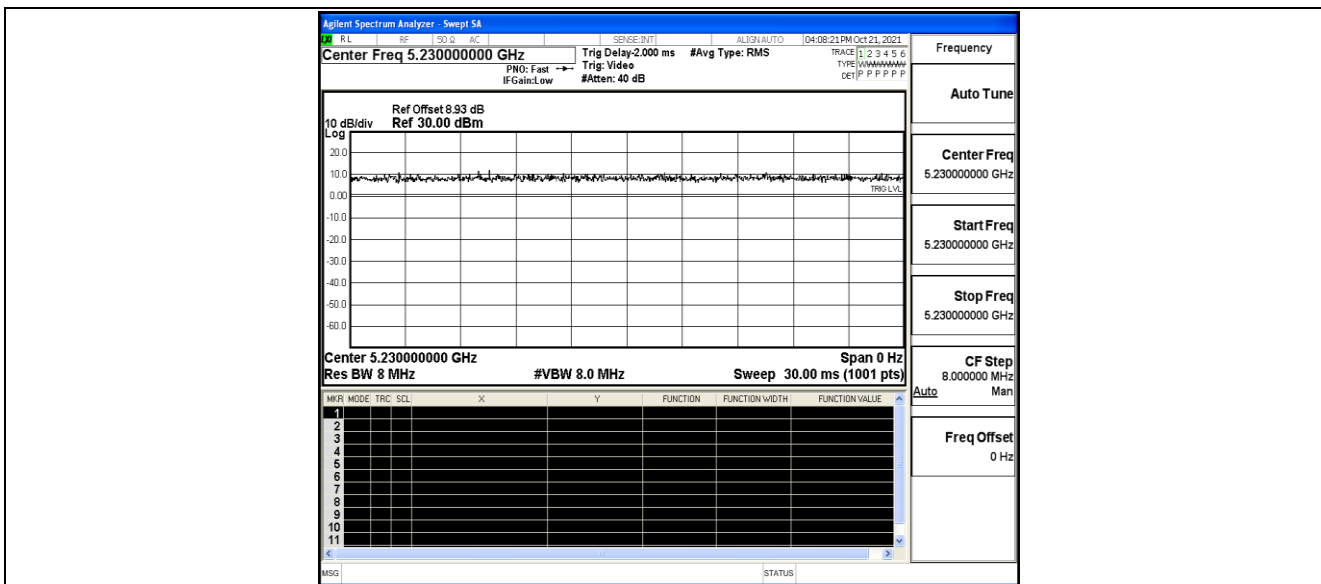 Agilent Spectrum Analyzer - Swept SA
LXI RL RF 50 Ω AC SENSE:INT ALIGNAUTO 04:08:21 PM Oct 21, 2021
Center Freq 5.230000000 GHz
PNO: Fast
IFGain:Low
Trig Delay-2.000 ms
Trig: Video
#Atten: 40 dB
#Avg Type: RMS
TRACE 1 2 3 4 5 6
TYPE
DET P P P P P P
Ref Offset 8.93 dB
10 dB/div Ref 30.00 dBm
Log
20.0
10.0
0.00
-10.0
-20.0
-30.0
-40.0
-50.0
-60.0
TRIG LVL
Center 5.230000000 GHz Span 0 Hz
Res BW 8 MHz #VBW 8.0 MHz Sweep 30.00 ms (1001 pts)
MKR MODE TRC SCL X Y FUNCTION FUNCTION WIDTH FUNCTION VALUE
1
2
3
4
5
6
7
8
9
10
11
MSG STATUS
Frequency
Auto Tune
Center Freq
5.230000000 GHz
Start Freq
5.230000000 GHz
Stop Freq
5.230000000 GHz
CF Step
8.000000 MHz
Auto Man
Freq Offset
0 Hz